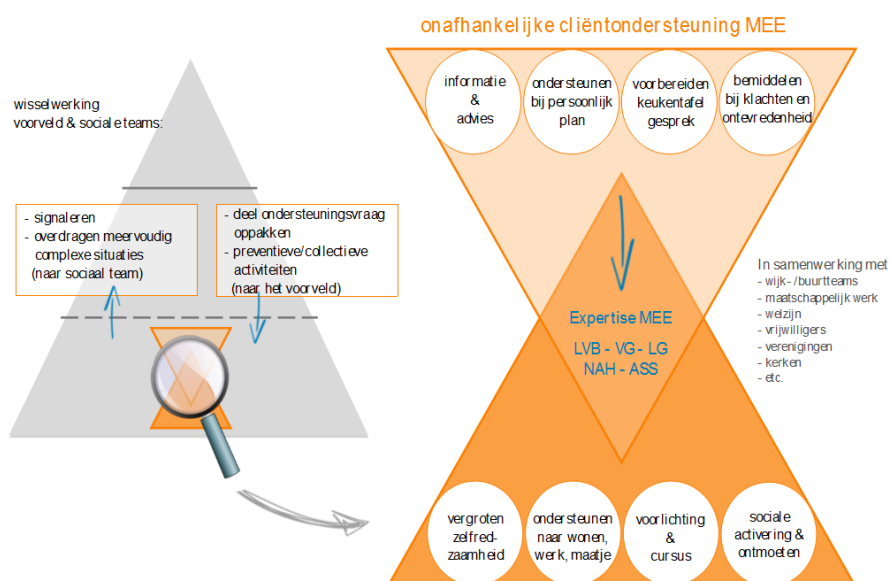 onafhankelijke cliëntondersteuning MEE
wisselwerking
voorveld & sociale teams:
- signaleren
- overdragen meervoudig
complexe situaties
(naar sociaal team)
- deel ondersteuningsvraag
oppakken
- preventieve/collectieve
activiteiten
(naar het voorveld)
informatie
&
advies
ondersteunen
bij persoonlijk
plan
voorbereiden
keukentafel
gesprek
bemiddelen
bij klachten en
ontevredenheid
Expertise MEE
LVB - VG - LG
NAH - ASS
In samenwerking met
- wijk-/buurtteams
- maatschappelijk werk
- welzijn
- vrijwilligers
- verenigingen
- kerken
- etc.
vergroten
zelfred-
zaamheid
ondersteunen
naar wonen,
werk, maatje
voorlichting
&
cursus
sociale
activering &
ontmoeten